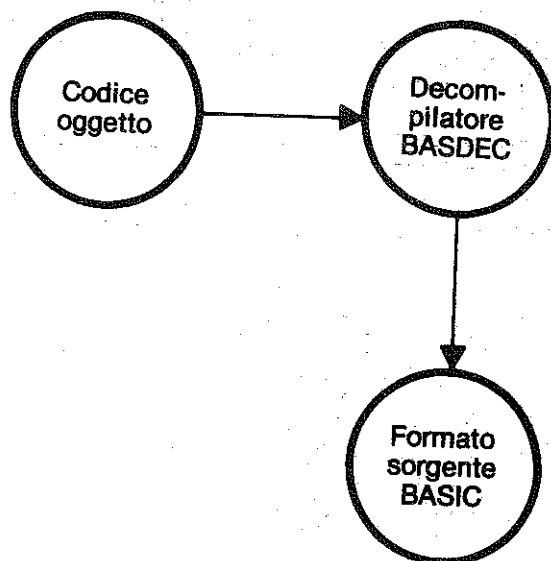 Codice
oggetto
Decom-
pilatore
BASDEC
Formato
sorgente
BASIC